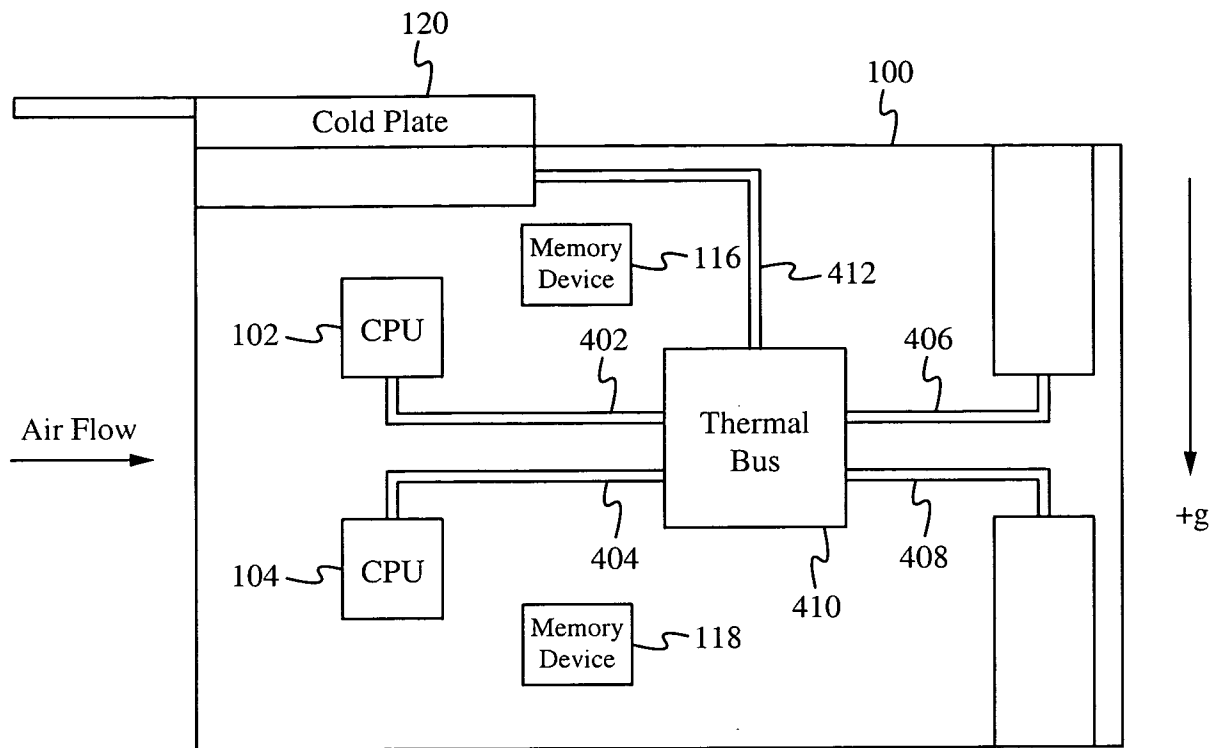 120
100
Cold Plate
Memory
Device
116
412
102
CPU
402
406
Air Flow
Thermal
Bus
+g
404
408
104
CPU
410
Memory
Device
118